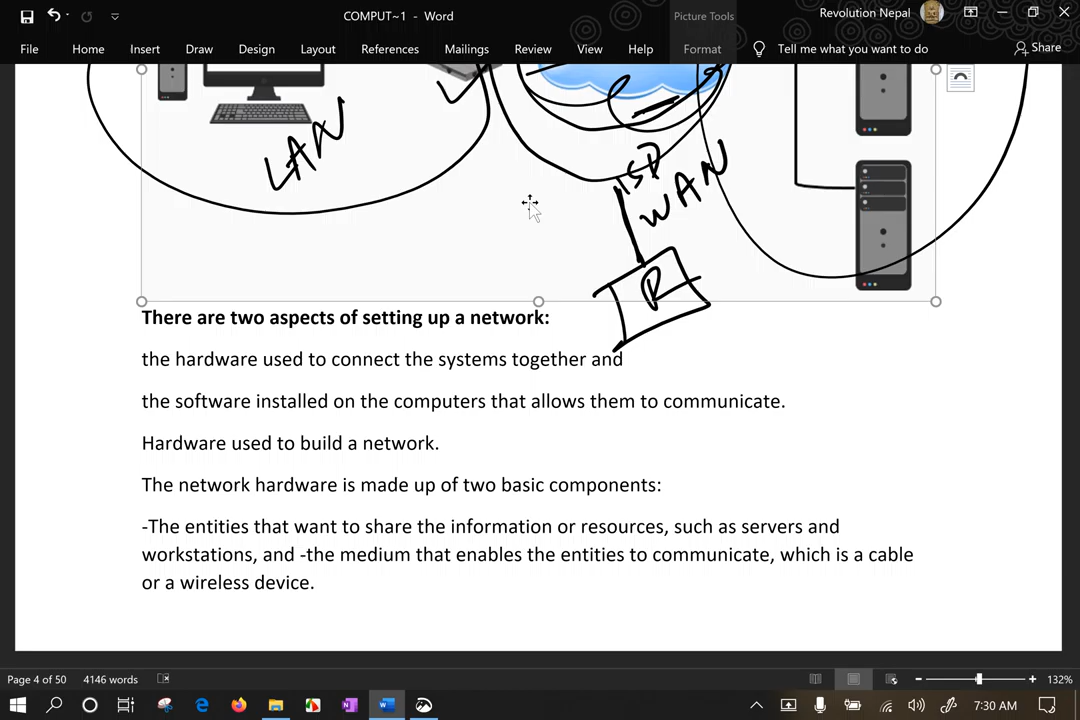 COMPUT~1 - Word
Picture Tools
Revolution Nepal
File Home Insert Draw Design Layout References Mailings Review View Help Format Tell me what you want to do Share
LAN
ISP
WAN
R
There are two aspects of setting up a network:
the hardware used to connect the systems together and
the software installed on the computers that allows them to communicate.
Hardware used to build a network.
The network hardware is made up of two basic components:
-The entities that want to share the information or resources, such as servers and
workstations, and -the medium that enables the entities to communicate, which is a cable
or a wireless device.
Page 4 of 50 4146 words 132%
7:30 AM